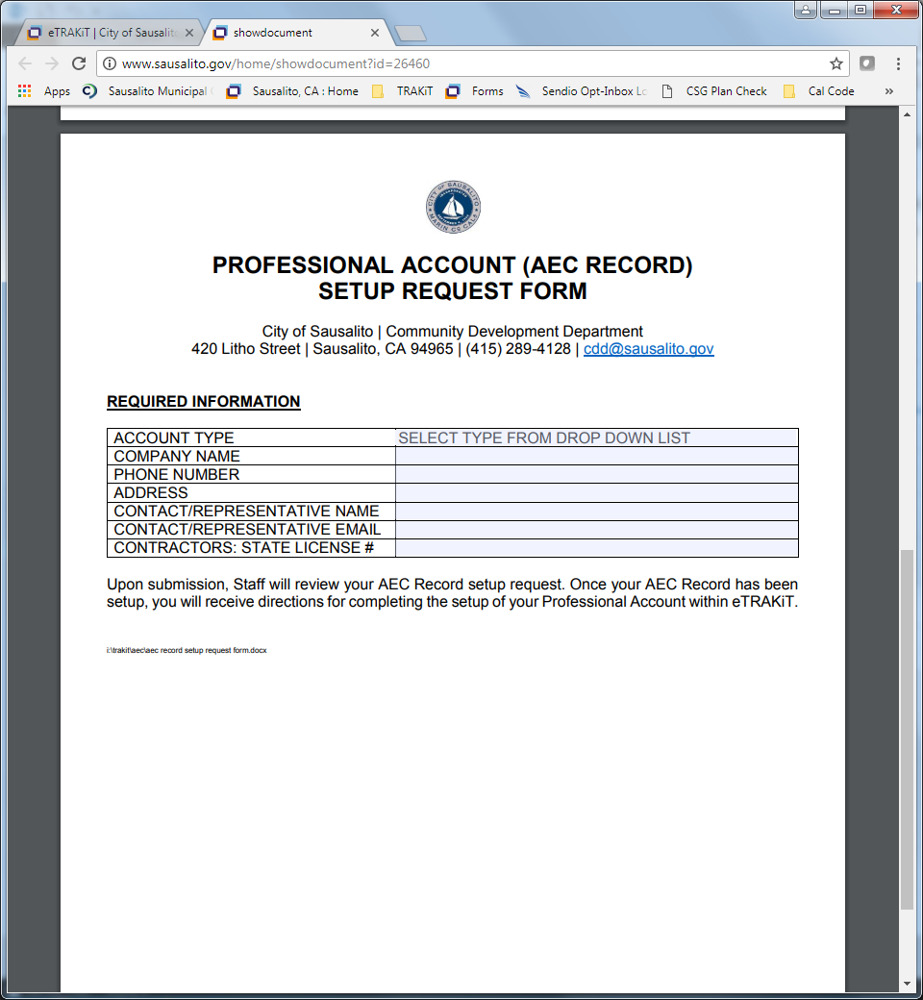 eTRAKiT | City of Sausalit
showdocument
www.sausalito.gov/home/showdocument?id=26460
Apps
Sausalito Municipal
Sausalito, CA : Home
TRAKiT
Forms
Sendio Opt-Inbox Lo
CSG Plan Check
Cal Code
»
CITY OF SAUSALITO
MARIN CO CALIF
PROFESSIONAL ACCOUNT (AEC RECORD)
SETUP REQUEST FORM
City of Sausalito | Community Development Department
420 Litho Street | Sausalito, CA 94965 | (415) 289-4128 | cdd@sausalito.gov
REQUIRED INFORMATION
ACCOUNT TYPE SELECT TYPE FROM DROP DOWN LIST
COMPANY NAME
PHONE NUMBER
ADDRESS
CONTACT/REPRESENTATIVE NAME
CONTACT/REPRESENTATIVE EMAIL
CONTRACTORS: STATE LICENSE #
Upon submission, Staff will review your AEC Record setup request. Once your AEC Record has been
setup, you will receive directions for completing the setup of your Professional Account within eTRAKiT.
i:\trakit\aec\aec record setup request form.docx